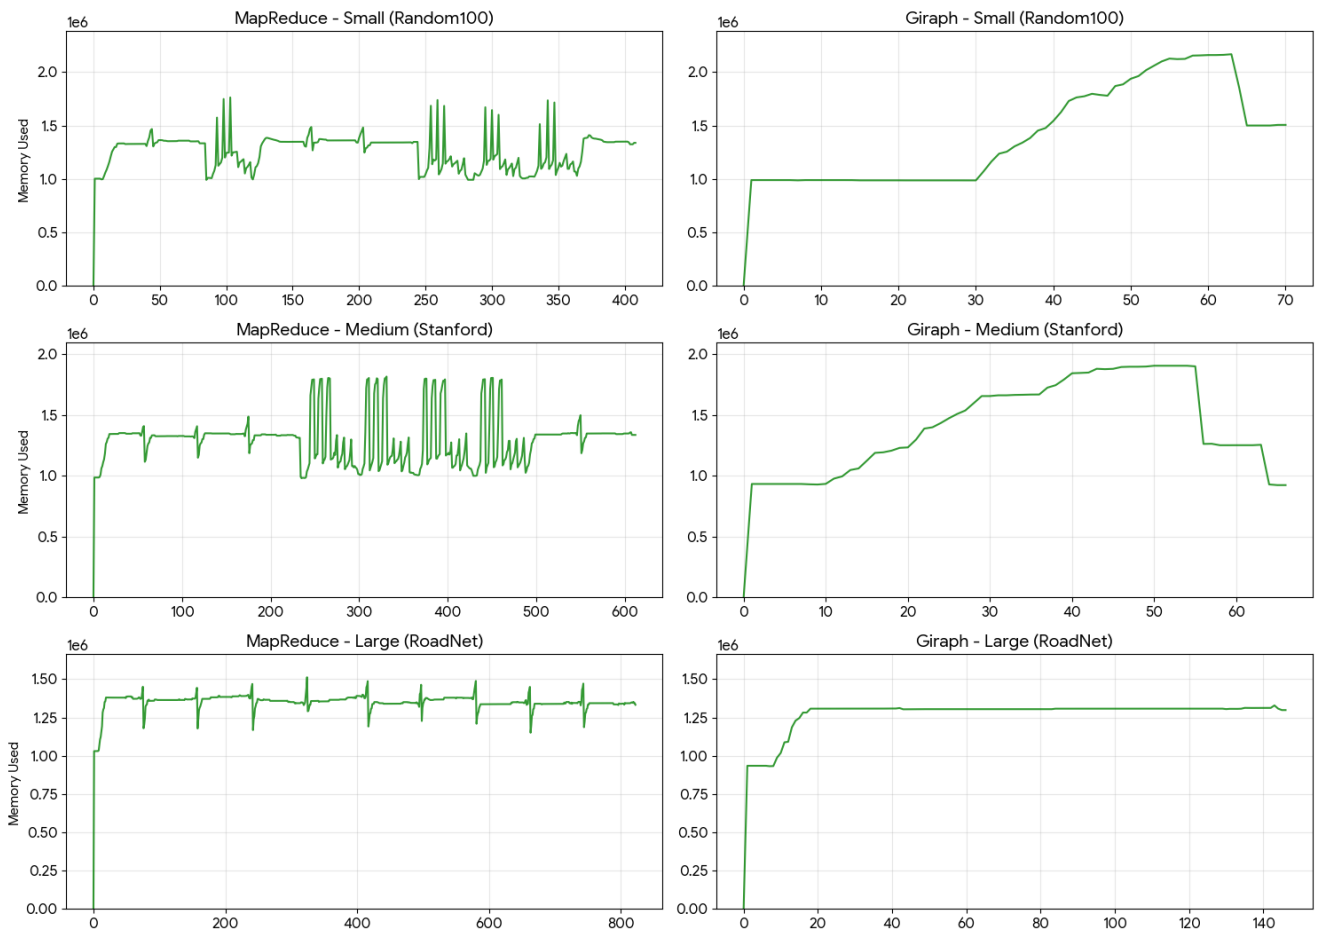 MapReduce - Small (Random100)
1e6
Memory Used
2.0
1.5
1.0
0.5
0.0
0 50 100 150 200 250 300 350 400
Giraph - Small (Random100)
1e6
2.0
1.5
1.0
0.5
0.0
0 10 20 30 40 50 60 70
MapReduce - Medium (Stanford)
1e6
Memory Used
2.0
1.5
1.0
0.5
0.0
0 100 200 300 400 500 600
Giraph - Medium (Stanford)
1e6
2.0
1.5
1.0
0.5
0.0
0 10 20 30 40 50 60
MapReduce - Large (RoadNet)
1e6
Memory Used
1.50
1.25
1.00
0.75
0.50
0.25
0.00
0 200 400 600 800
Giraph - Large (RoadNet)
1e6
1.50
1.25
1.00
0.75
0.50
0.25
0.00
0 20 40 60 80 100 120 140